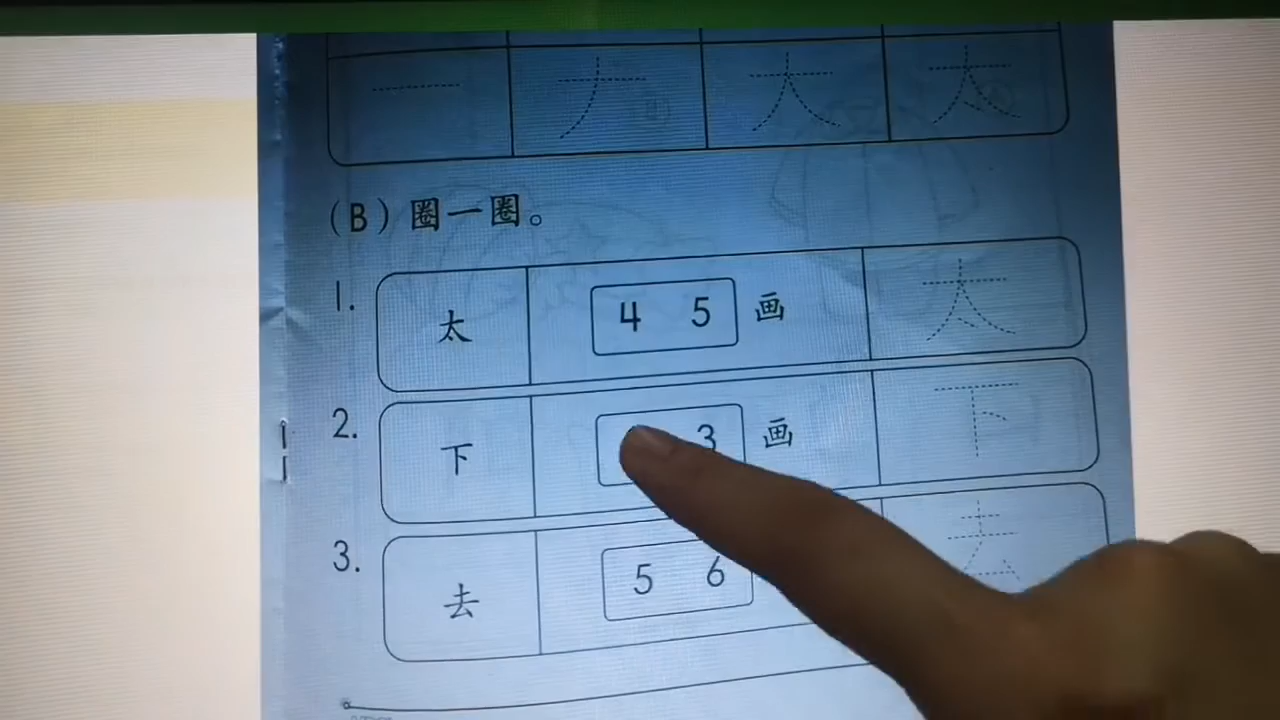 一 ナ 大 太
(B) 圈一圈。
1. 太 4 5 画 太
2. 下 3 画 下
3. 去 5 6 去